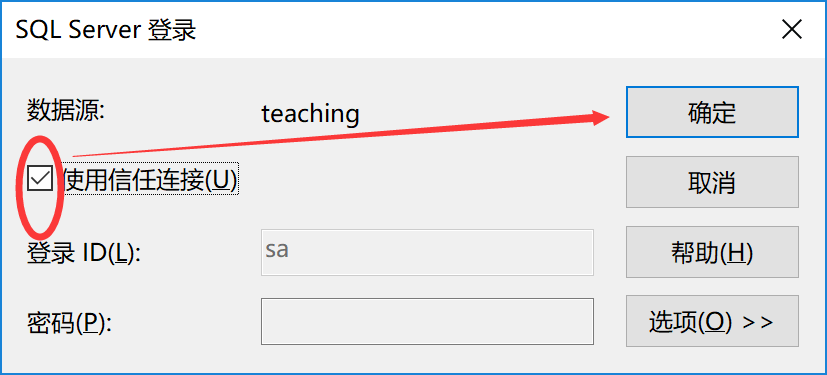 SQL Server 登录
数据源:
teaching
确定
使用信任连接(U)
取消
登录 ID(L):
sa
帮助(H)
密码(P):
选项(O) >>